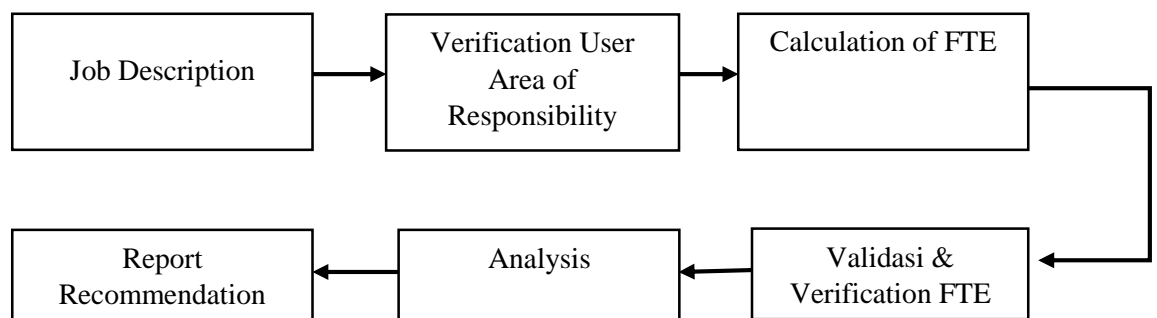 Job Description
Verification User
Area of
Responsibility
Calculation of FTE
Validasi &
Verification FTE
Analysis
Report
Recommendation